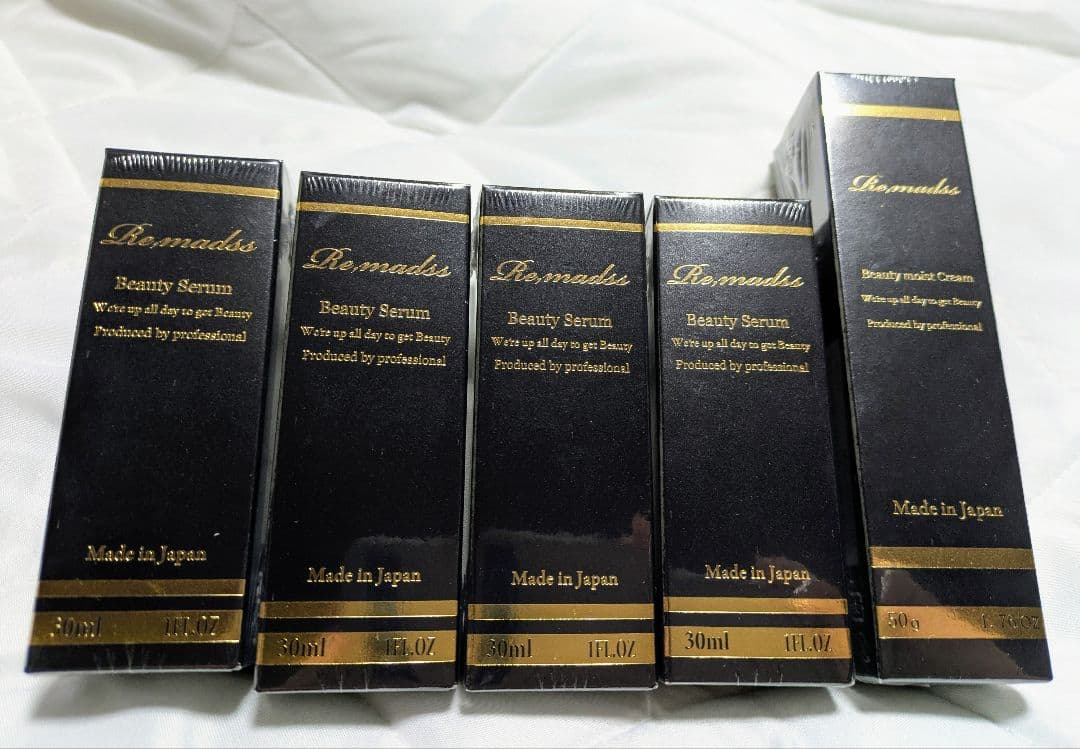 Re,madss
Beauty Serum
We're up all day to get Beauty
Produced by professional
Made in Japan
30ml 1FL.OZ
Re,madss
Beauty Serum
We're up all day to get Beauty
Produced by professional
Made in Japan
30ml 1FL.OZ
Re,madss
Beauty Serum
We're up all day to get Beauty
Produced by professional
Made in Japan
30ml 1FL.OZ
Re,madss
Beauty Serum
We're up all day to get Beauty
Produced by professional
Made in Japan
30ml 1FL.OZ
Re,madss
Beauty moist Cream
We're up all day to get Beauty
Produced by professional
Made in Japan
50g 1.76OZ